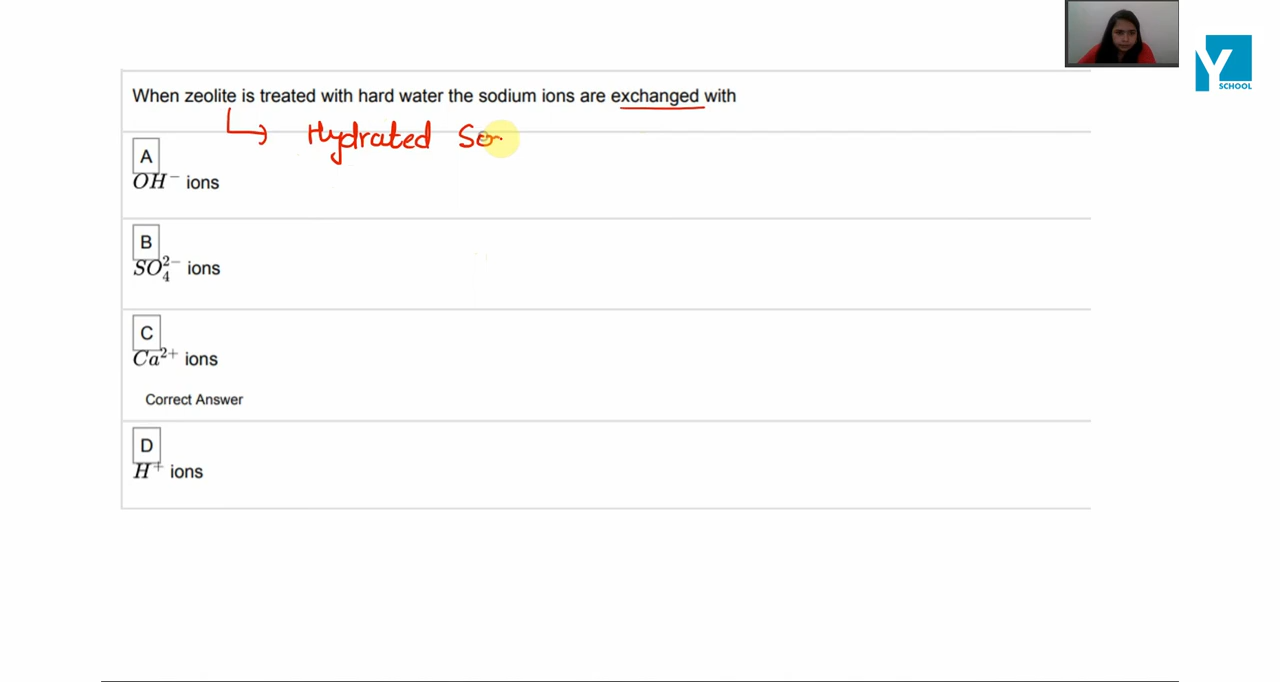 Y
SCHOOL
When zeolite is treated with hard water the sodium ions are exchanged with
Hydrated So
A
OH⁻ ions
B
SO₄²⁻ ions
C
Ca²⁺ ions
Correct Answer
D
H⁺ ions